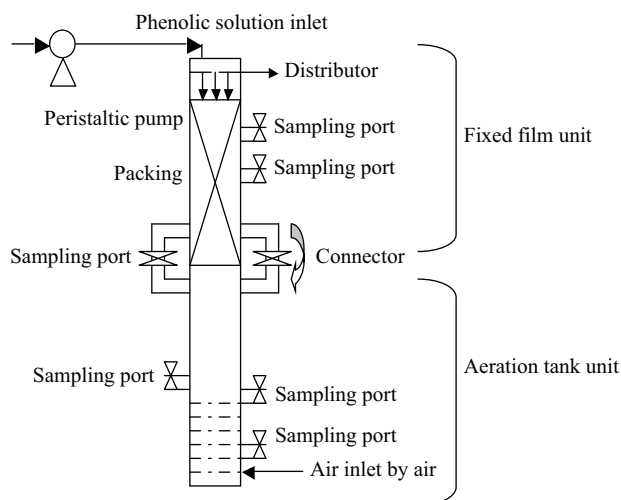 Phenolic solution inlet
Distributor
Peristaltic pump
Sampling port
Fixed film unit
Sampling port
Packing
Sampling port
Connector
Sampling port
Aeration tank unit
Sampling port
Sampling port
Air inlet by air